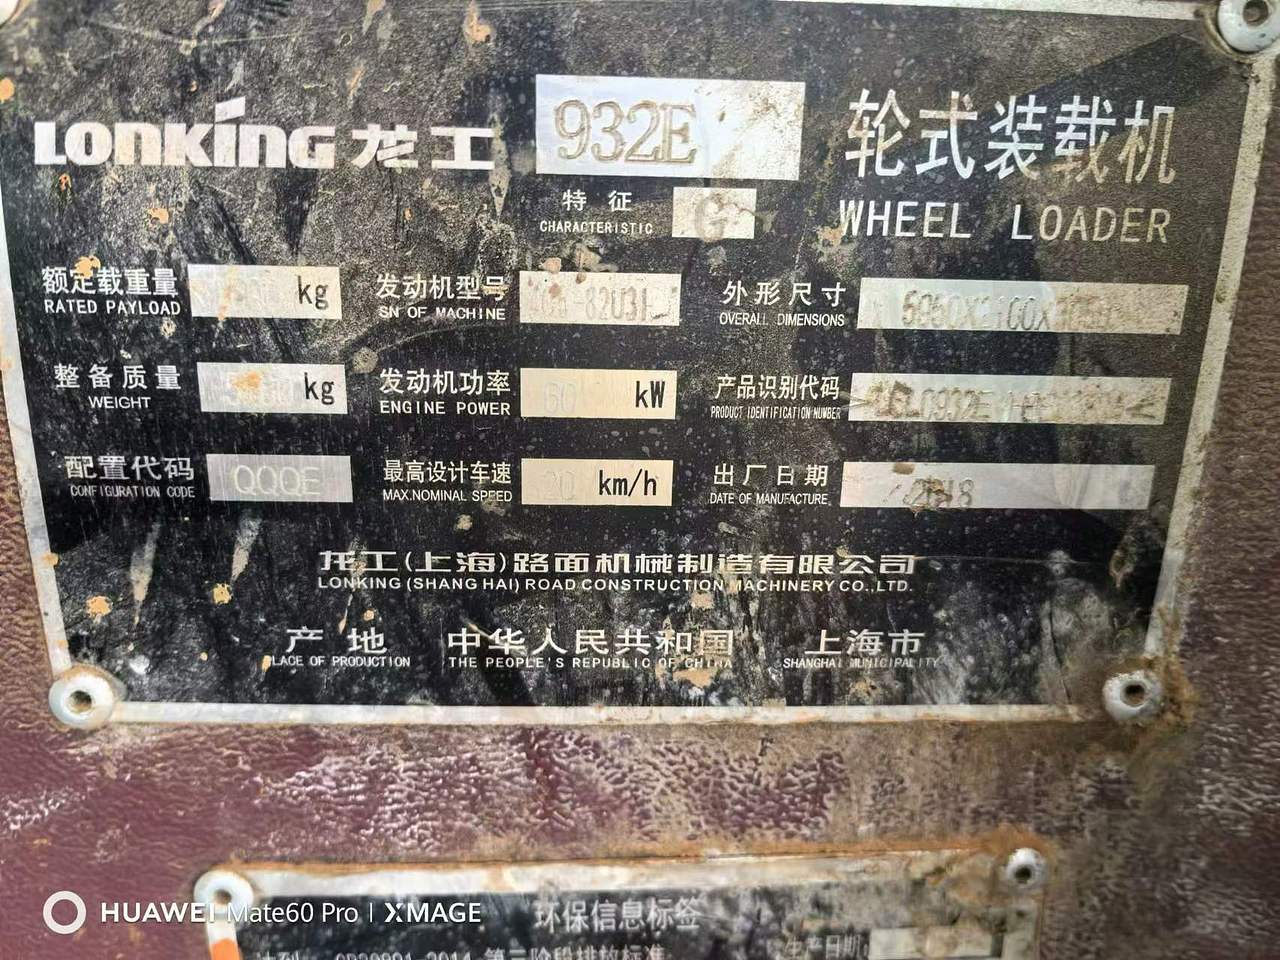 LONKING 龙工 932E 轮式装载机
特征 G WHEEL LOADER
CHARACTERISTIC
额定载重量 kg 发动机型号 外形尺寸
RATED PAYLOAD SN OF MACHINE OVERALL DIMENSIONS
整备质量 kg 发动机功率 60 kW 产品识别代码
WEIGHT ENGINE POWER PRODUCT IDENTIFICATION NUMBER
配置代码 QQQE 最高设计车速 20 km/h 出厂日期
CONFIGURATION CODE MAX.NOMINAL SPEED DATE OF MANUFACTURE.
龙工(上海)路面机械制造有限公司
LONKING (SHANG HAI) ROAD CONSTRUCTION MACHINERY CO.,LTD.
产地 中华人民共和国 上海市
PLACE OF PRODUCTION THE PEOPLE'S REPUBLIC OF CHINA SHANGHAI MUNICIPALITY
环保信息标签
生产日期
HUAWEI Mate60 Pro | XMAGE